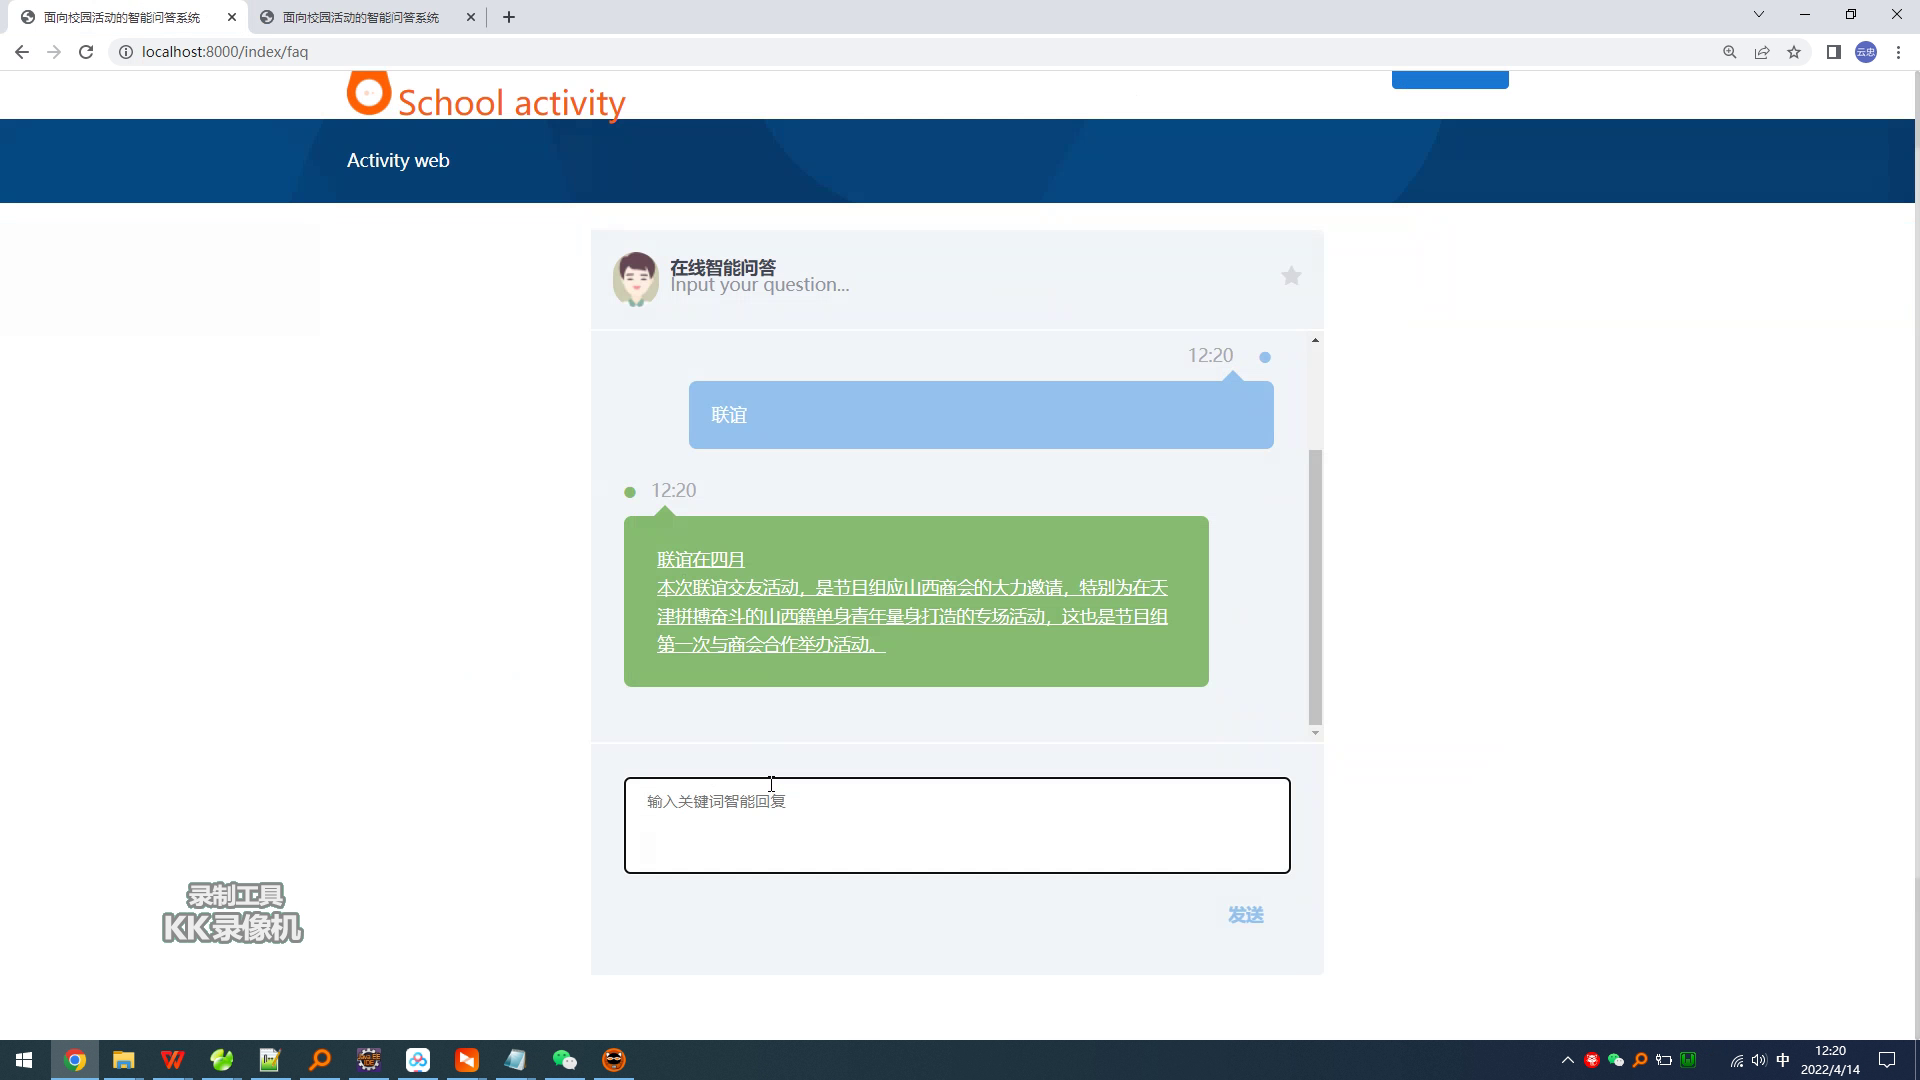 面向校园活动的智能问答系统
面向校园活动的智能问答系统
localhost:8000/index/faq
云忠
School activity
Activity web
在线智能问答
Input your question...
12:20
联谊
12:20
联谊在四月
本次联谊交友活动，是节目组应山西商会的大力邀请，特别为在天
津拼搏奋斗的山西籍单身青年量身打造的专场活动，这也是节目组
第一次与商会合作举办活动。
输入关键词智能回复
发送
录制工具
KK录像机
中
12:20
2022/4/14